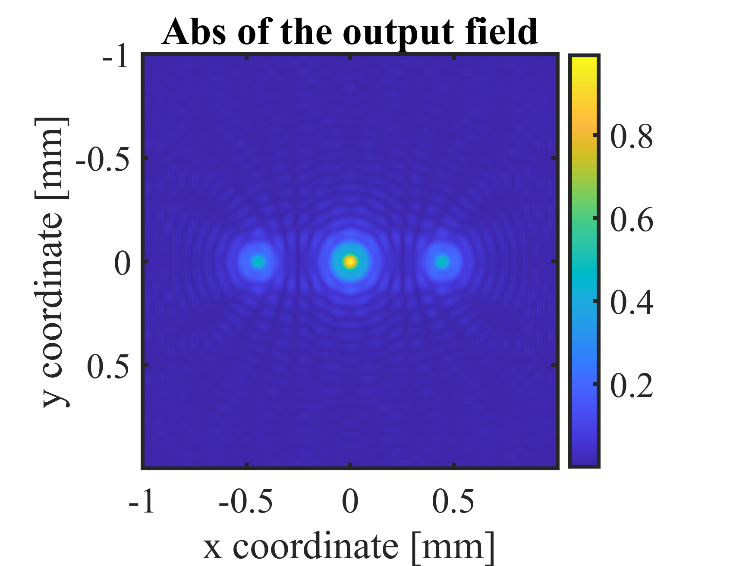 Abs of the output field
-1
-0.5
0
0.5
y coordinate [mm]
-1 -0.5 0 0.5
x coordinate [mm]
0.8
0.6
0.4
0.2